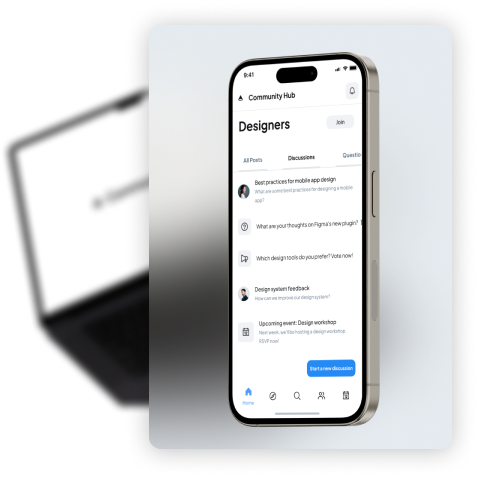 9:41
Community Hub
Designers
Join
All Posts
Discussions
Questio
Best practices for mobile app design
What are some best practices for designing a mobile
app?
What are your thoughts on Figma's new plugin?
Which design tools do you prefer? Vote now!
Design system feedback
How can we improve our design system?
Upcoming event: Design workshop
Next week, we'll be hosting a design workshop.
RSVP now!
Start a new discussion
Home